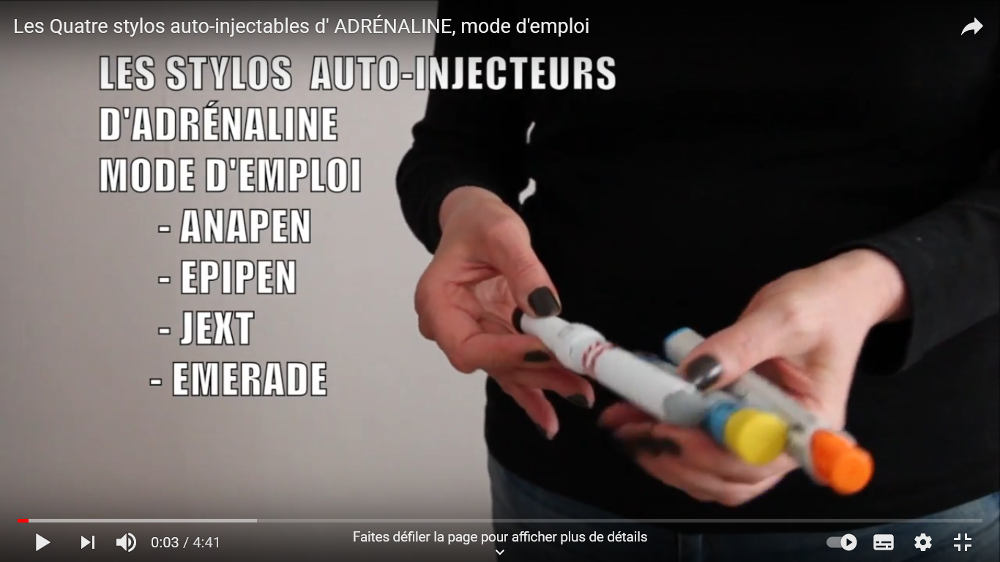 Les Quatre stylos auto-injectables d' ADRÉNALINE, mode d'emploi
LES STYLOS AUTO-INJECTEURS
D'ADRÉNALINE
MODE D'EMPLOI
- ANAPEN
- EPIPEN
- JEXT
- EMERADE
0:03 / 4:41
Faites défiler la page pour afficher plus de détails